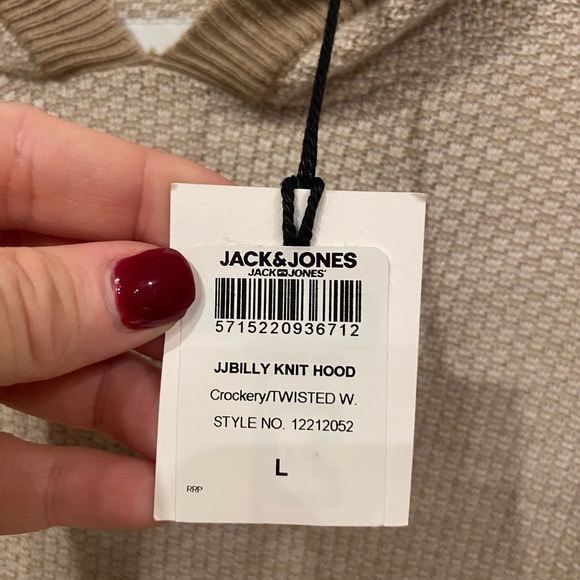 JACK&JONES
JACK JONES
5715220936712
JJBILLY KNIT HOOD
Crockery/TWISTED W.
STYLE NO. 12212052
L
RRP